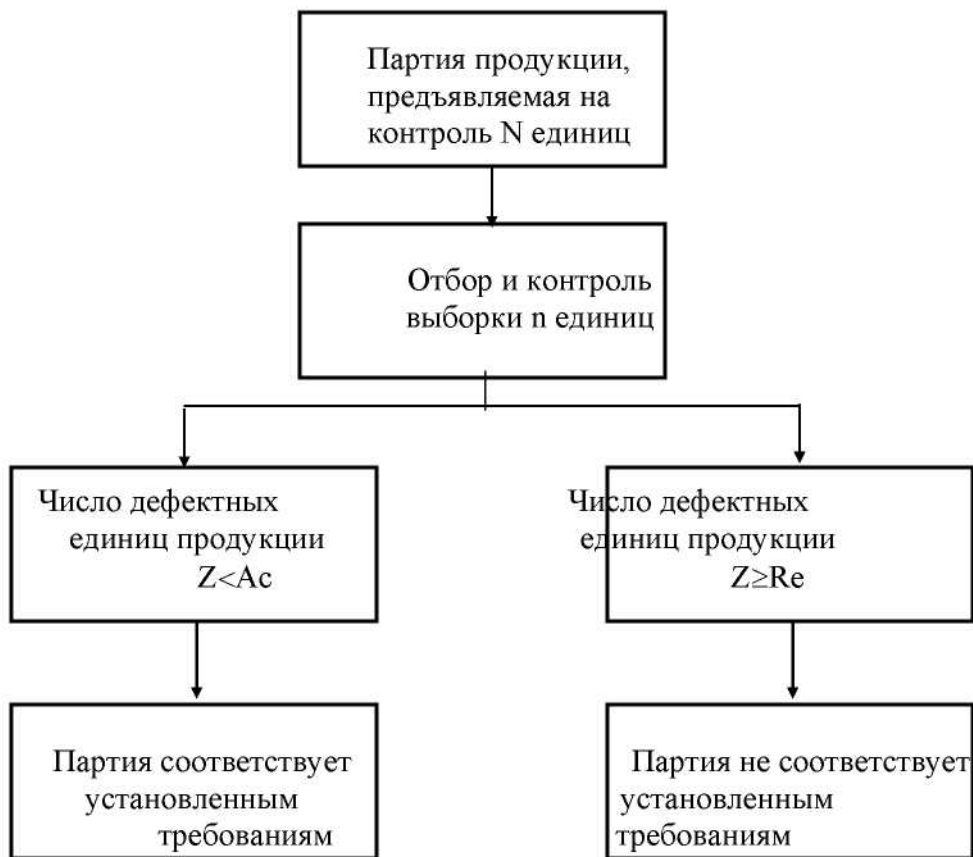 Партия продукции,
предъявляемая на
контроль N единиц
Отбор и контроль
выборки n единиц
Число дефектных
единиц продукции
Z<Ac
Число дефектных
единиц продукции
Z≥Re
Партия соответствует
установленным
требованиям
Партия не соответствует
установленным
требованиям